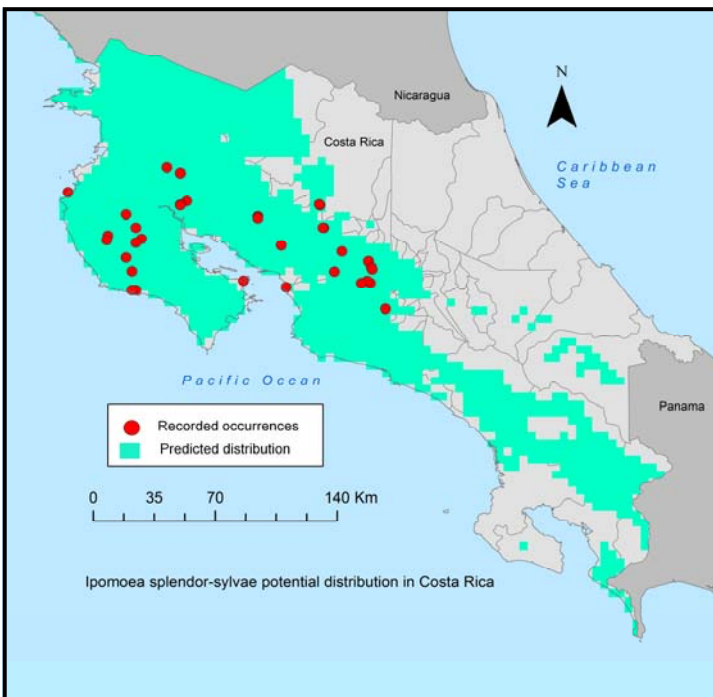 Nicaragua
N
Costa Rica
Caribbean
Sea
Pacific Occan
Panama
Recorded occurrences
Predicted distribution
0 35 70 140 Km
Ipomoea splendor-sylvae potential distribution in Costa Rica